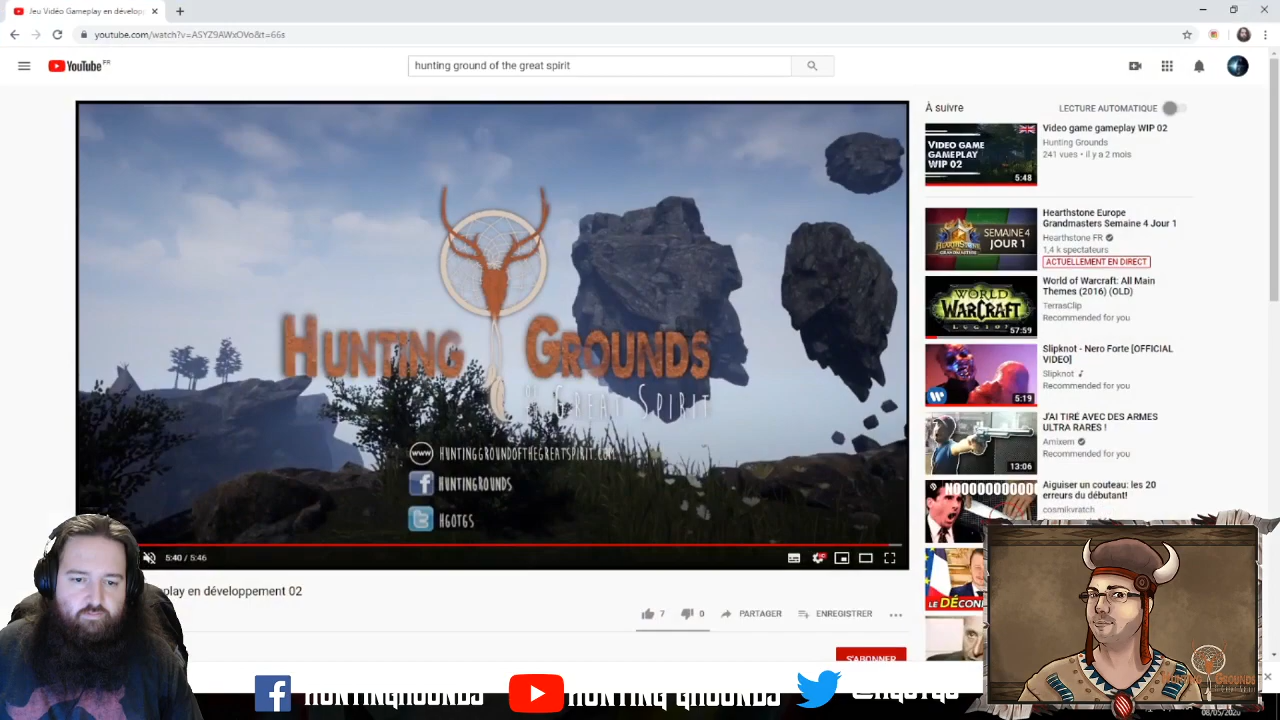 Jeu Vidéo Gameplay en dévelop
youtube.com/watch?v=ASYZ9AWxOVo&t=66s
YouTube FR
hunting ground of the great spirit
À suivre
LECTURE AUTOMATIQUE
VIDEO GAME
GAMEPLAY
WIP 02
5:48
Video game gameplay WIP 02
Hunting Grounds
241 vues • il y a 2 mois
SEMAINE 4
JOUR 1
Hearthstone Europe
Grandmasters Semaine 4 Jour 1
Hearthstone FR
1,4 k spectateurs
ACTUELLEMENT EN DIRECT
WORLD
WARCRAFT
LEGION
57:59
World of Warcraft: All Main
Themes (2016) (OLD)
TerrasClip
Recommended for you
5:19
Slipknot - Nero Forte [OFFICIAL
VIDEO]
Slipknot
Recommended for you
13:06
J'AI TIRÉ AVEC DES ARMES
ULTRA RARES !
Amixem
Recommended for you
Aiguiser un couteau: les 20
erreurs du débutant!
cosmikvratch
LE DÉCON
HUNTING GROUNDS
OF THE GREAT SPIRIT
WWW
HUNTINGGROUNDOFTHEGREATSPIRIT.COM
HUNTINGROUNDS
HGOTGS
5:40 / 5:46
play en développement 02
7
0
PARTAGER
ENREGISTRER
S'ABONNER
HUNTINGROUNDS
HUNTING GROUNDS
@HGOTGS
HUNTING GROUNDS
08/05/2020